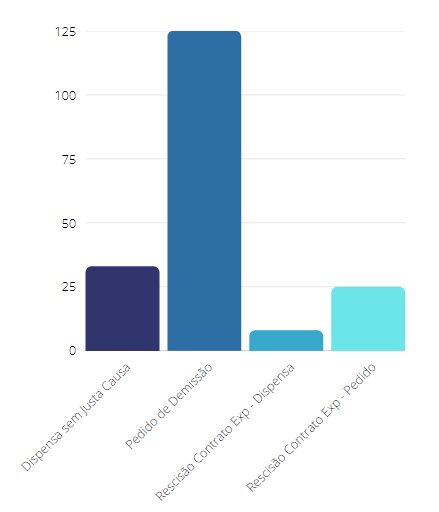 125
100
75
50
25
0
Dispensa sem Justa Causa
Pedido de Demissão
Rescisão Contrato Exp - Dispensa
Rescisão Contrato Exp - Pedido